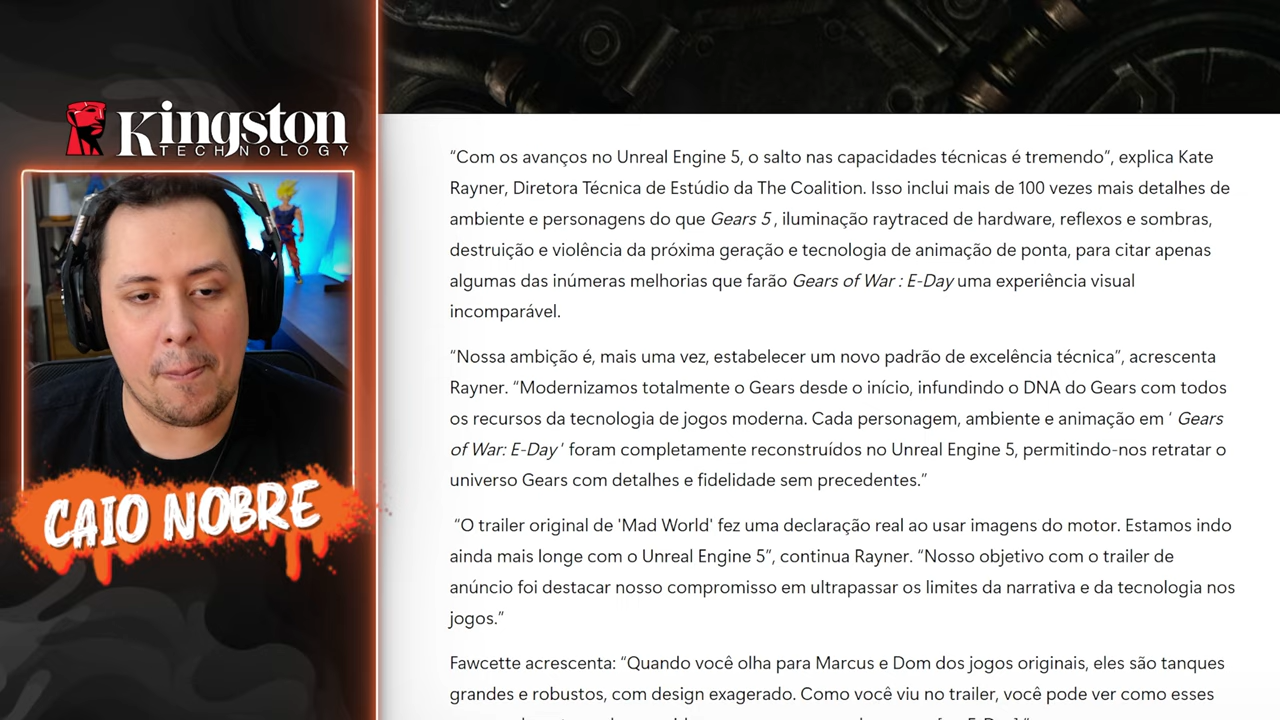 Kingston
TECHNOLOGY
CAIO NOBRE
“Com os avanços no Unreal Engine 5, o salto nas capacidades técnicas é tremendo”, explica Kate
Rayner, Diretora Técnica de Estúdio da The Coalition. Isso inclui mais de 100 vezes mais detalhes de
ambiente e personagens do que Gears 5 , iluminação raytraced de hardware, reflexos e sombras,
destruição e violência da próxima geração e tecnologia de animação de ponta, para citar apenas
algumas das inúmeras melhorias que farão Gears of War : E-Day uma experiência visual
incomparável.
“Nossa ambição é, mais uma vez, estabelecer um novo padrão de excelência técnica”, acrescenta
Rayner. “Modernizamos totalmente o Gears desde o início, infundindo o DNA do Gears com todos
os recursos da tecnologia de jogos moderna. Cada personagem, ambiente e animação em ‘ Gears
of War: E-Day ’ foram completamente reconstruídos no Unreal Engine 5, permitindo-nos retratar o
universo Gears com detalhes e fidelidade sem precedentes.”
“O trailer original de 'Mad World' fez uma declaração real ao usar imagens do motor. Estamos indo
ainda mais longe com o Unreal Engine 5”, continua Rayner. “Nosso objetivo com o trailer de
anúncio foi destacar nosso compromisso em ultrapassar os limites da narrativa e da tecnologia nos
jogos.”
Fawcette acrescenta: “Quando você olha para Marcus e Dom dos jogos originais, eles são tanques
grandes e robustos, com design exagerado. Como você viu no trailer, você pode ver como esses